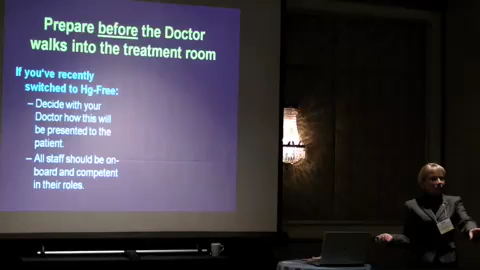 Prepare before the Doctor
walks into the treatment room
If you've recently
switched to Hg-Free:
– Decide with your
Doctor how this will
be presented to the
patient.
– All staff should be on-
board and competent
in their roles.